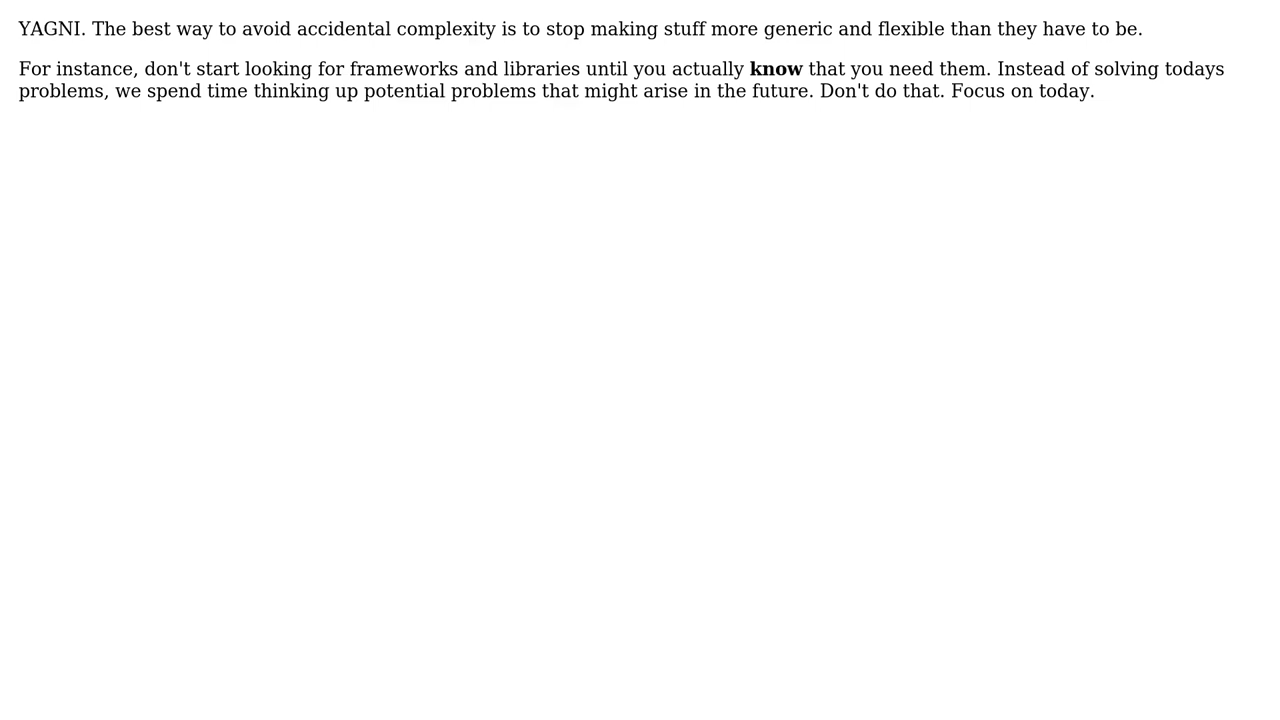 YAGNI. The best way to avoid accidental complexity is to stop making stuff more generic and flexible than they have to be.
For instance, don't start looking for frameworks and libraries until you actually know that you need them. Instead of solving todays
problems, we spend time thinking up potential problems that might arise in the future. Don't do that. Focus on today.